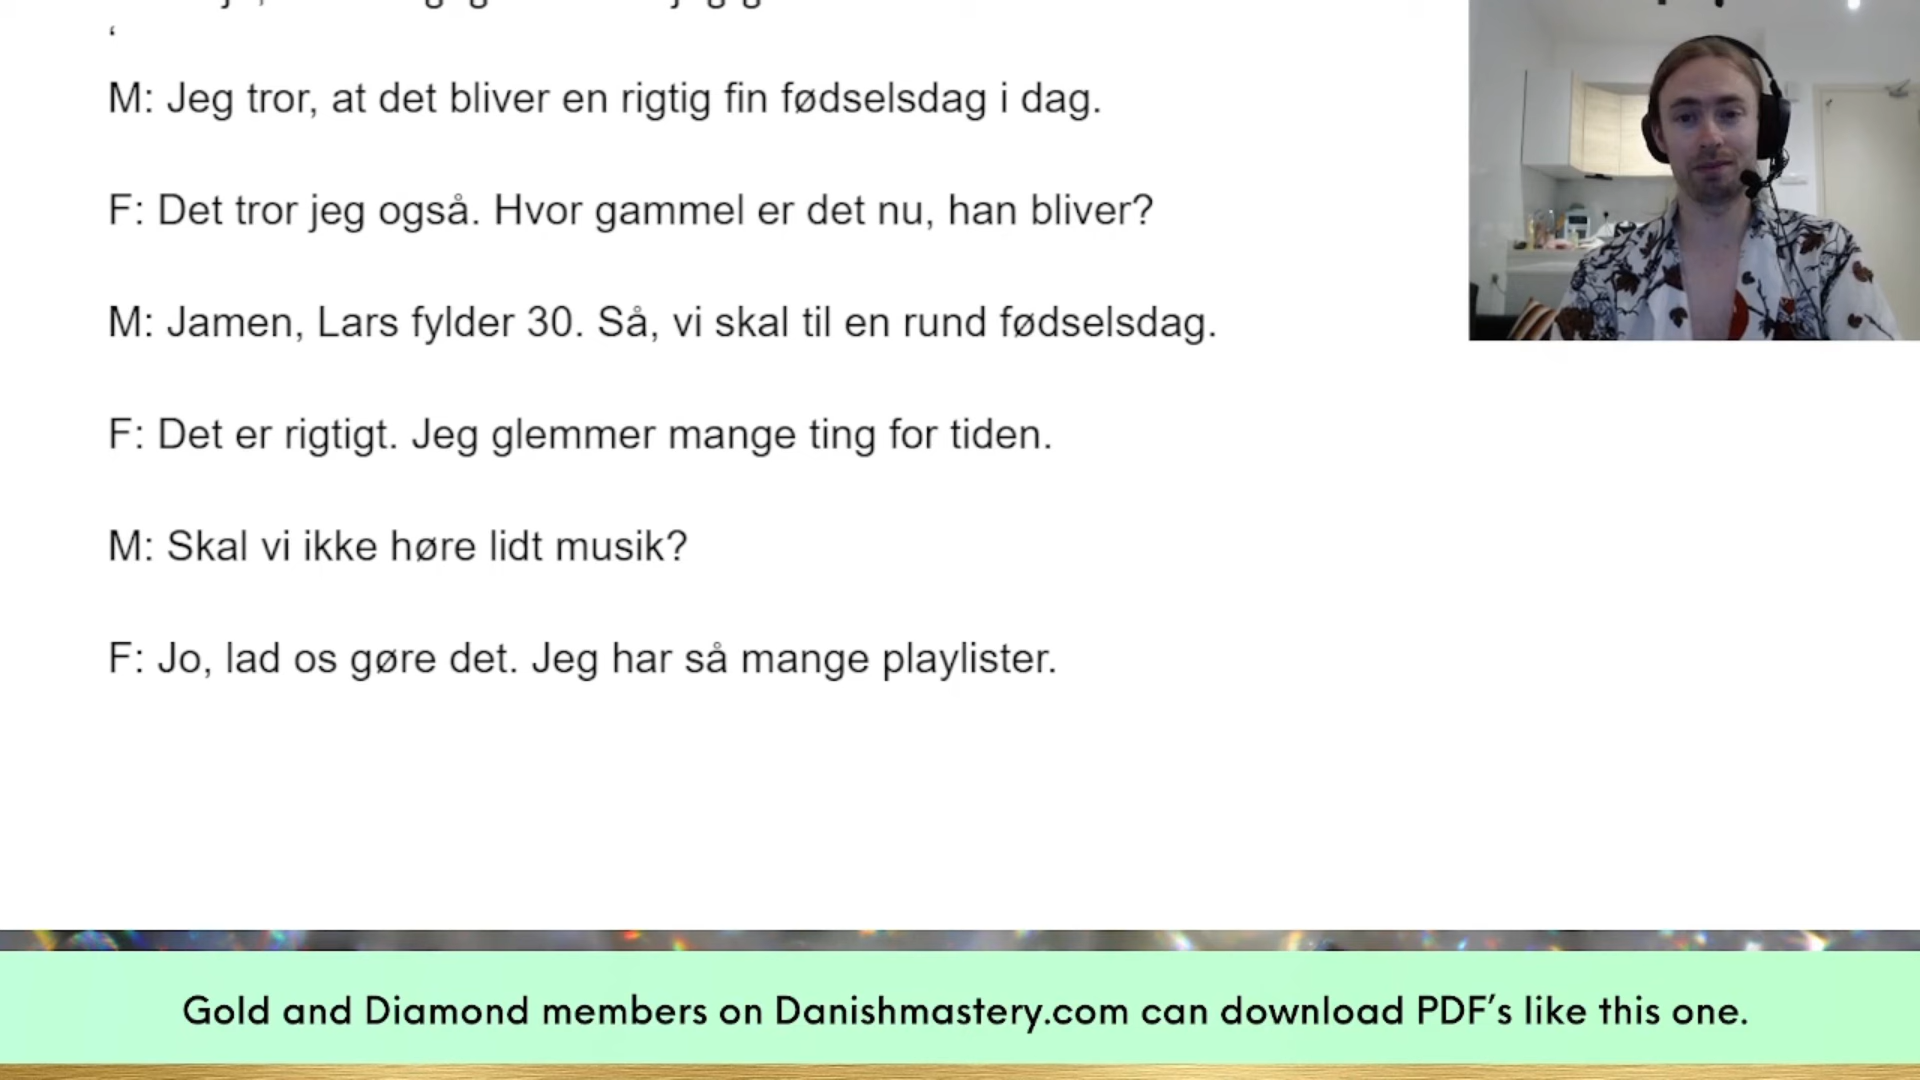 M: Jeg tror, at det bliver en rigtig fin fødselsdag i dag.
F: Det tror jeg også. Hvor gammel er det nu, han bliver?
M: Jamen, Lars fylder 30. Så, vi skal til en rund fødselsdag.
F: Det er rigtigt. Jeg glemmer mange ting for tiden.
M: Skal vi ikke høre lidt musik?
F: Jo, lad os gøre det. Jeg har så mange playlister.
Gold and Diamond members on Danishmastery.com can download PDF’s like this one.